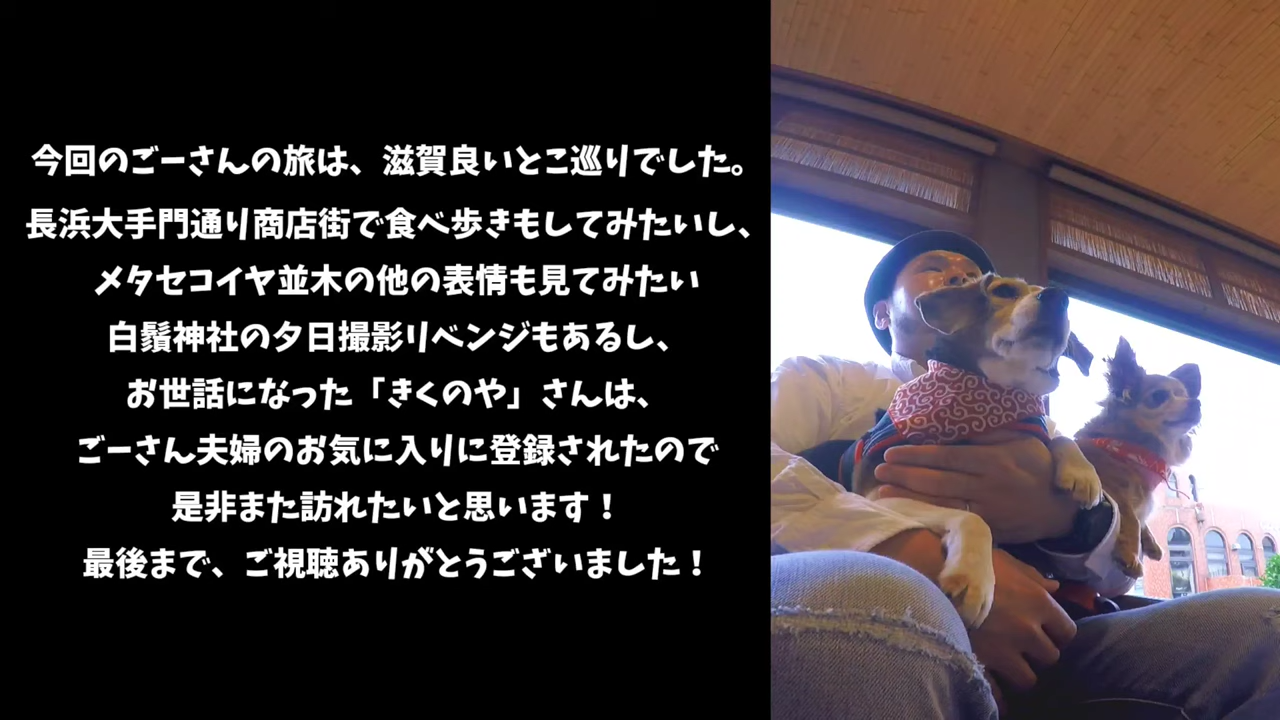 今回のごーさんの旅は、滋賀良いとこ巡りでした。
長浜大手門通り商店街で食べ歩きもしてみたいし、
メタセコイヤ並木の他の表情も見てみたい
白鬚神社の夕日撮影リベンジもあるし、
お世話になった「きくのや」さんは、
ごーさん夫婦のお気に入りに登録されたので
是非また訪れたいと思います！
最後まで、ご視聴ありがとうございました！